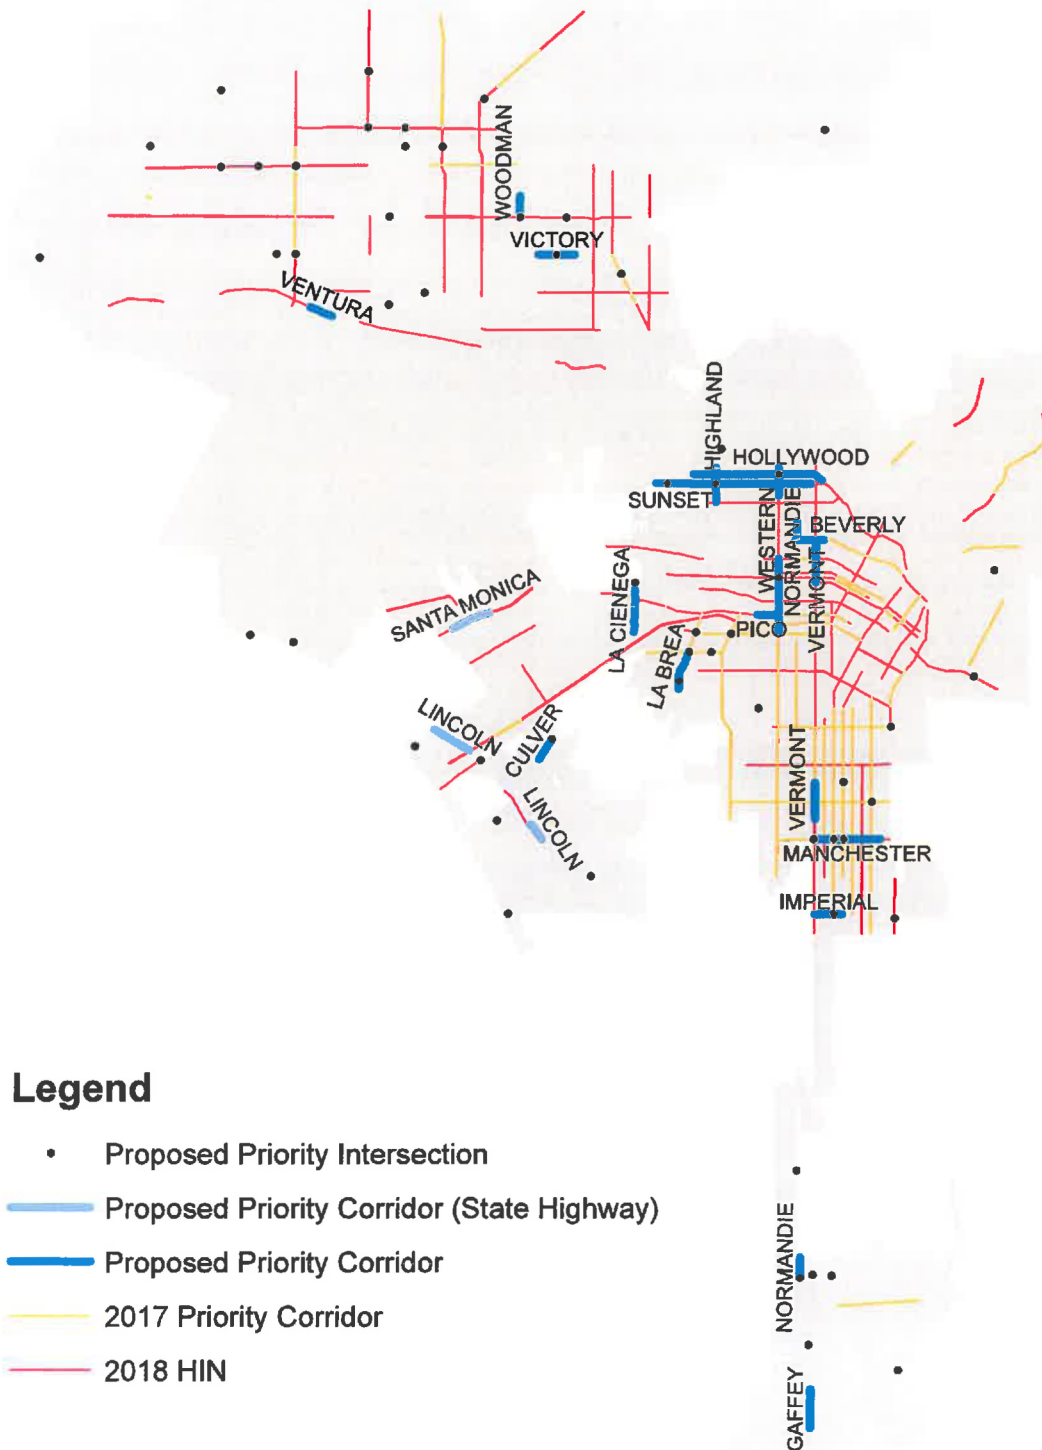 WOODMAN
VICTORY
VENTURA
HIGHLAND
HOLLYWOOD
SUNSET
WESTERN
NORMANDIE
BEVERLY
VERMONT
LA CIENEGA
SANTA MONICA
PICO
LA BREA
LINCOLN
CULVER
LINCOLN
VERMONT
MANCHESTER
IMPERIAL
Legend
Proposed Priority Intersection
Proposed Priority Corridor (State Highway)
Proposed Priority Corridor
2017 Priority Corridor
2018 HIN
NORMANDIE
GAFFEY